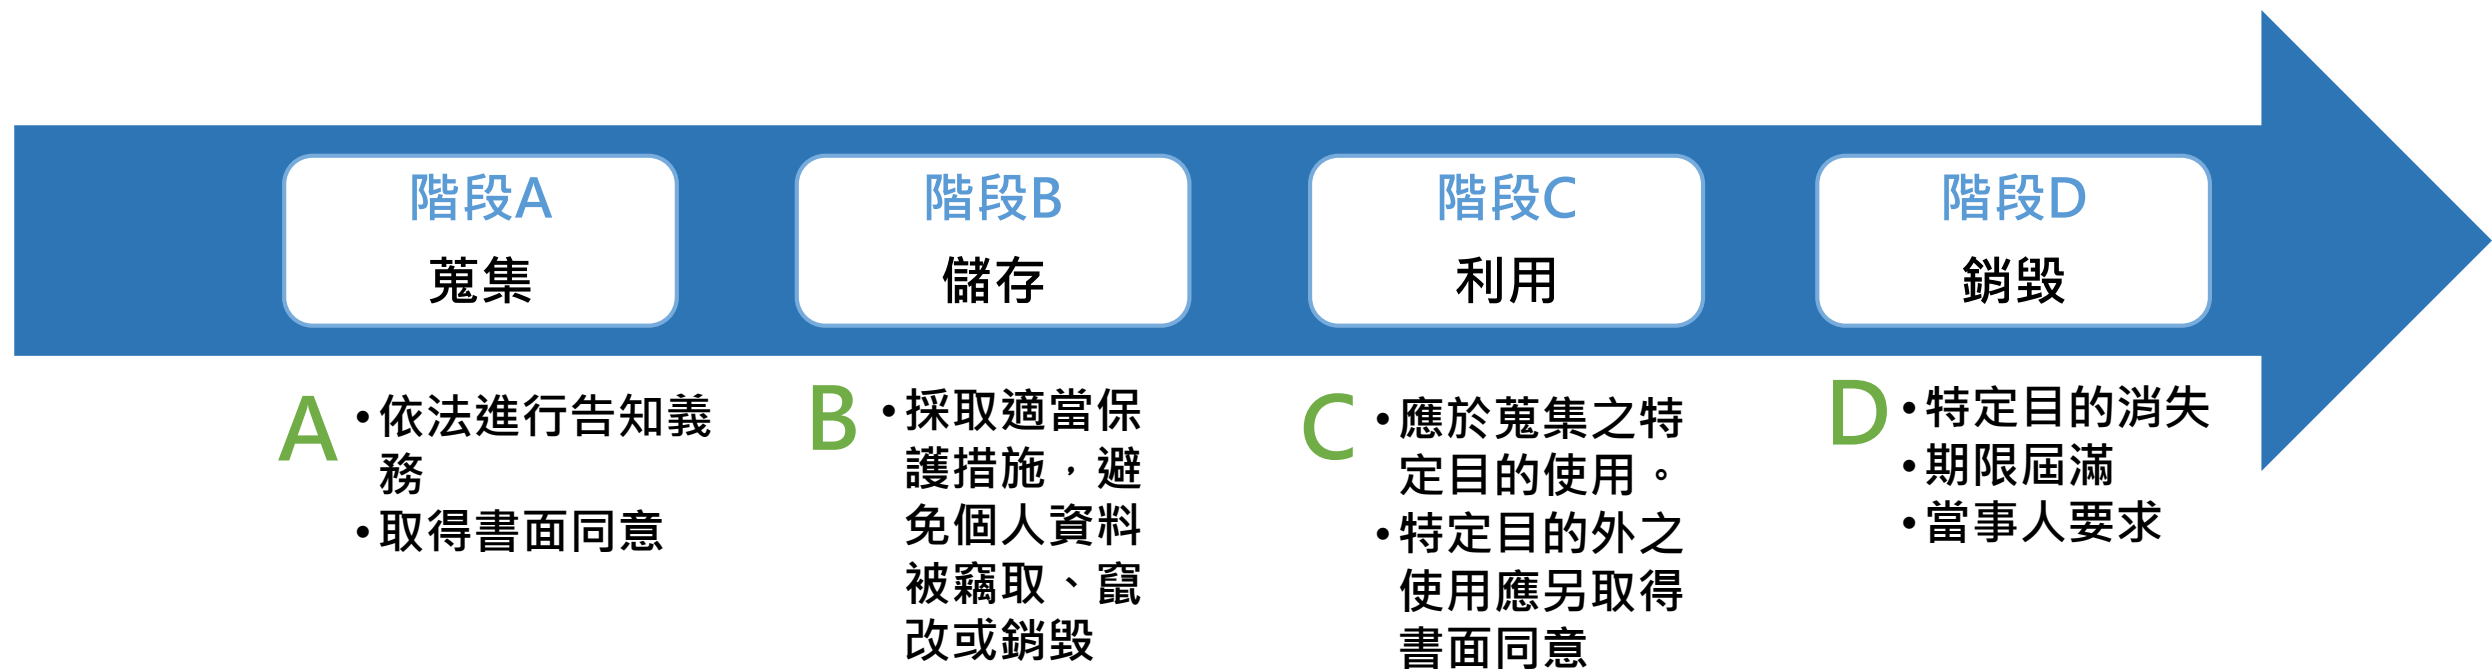 階段A
蒐集
階段B
儲存
階段C
利用
階段D
銷毀
A
•依法進行告知義
務
•取得書面同意
B
•採取適當保
護措施，避
免個人資料
被竊取、竄
改或銷毀
C
•應於蒐集之特
定目的使用。
•特定目的外之
使用應另取得
書面同意
D
•特定目的消失
•期限屆滿
•當事人要求